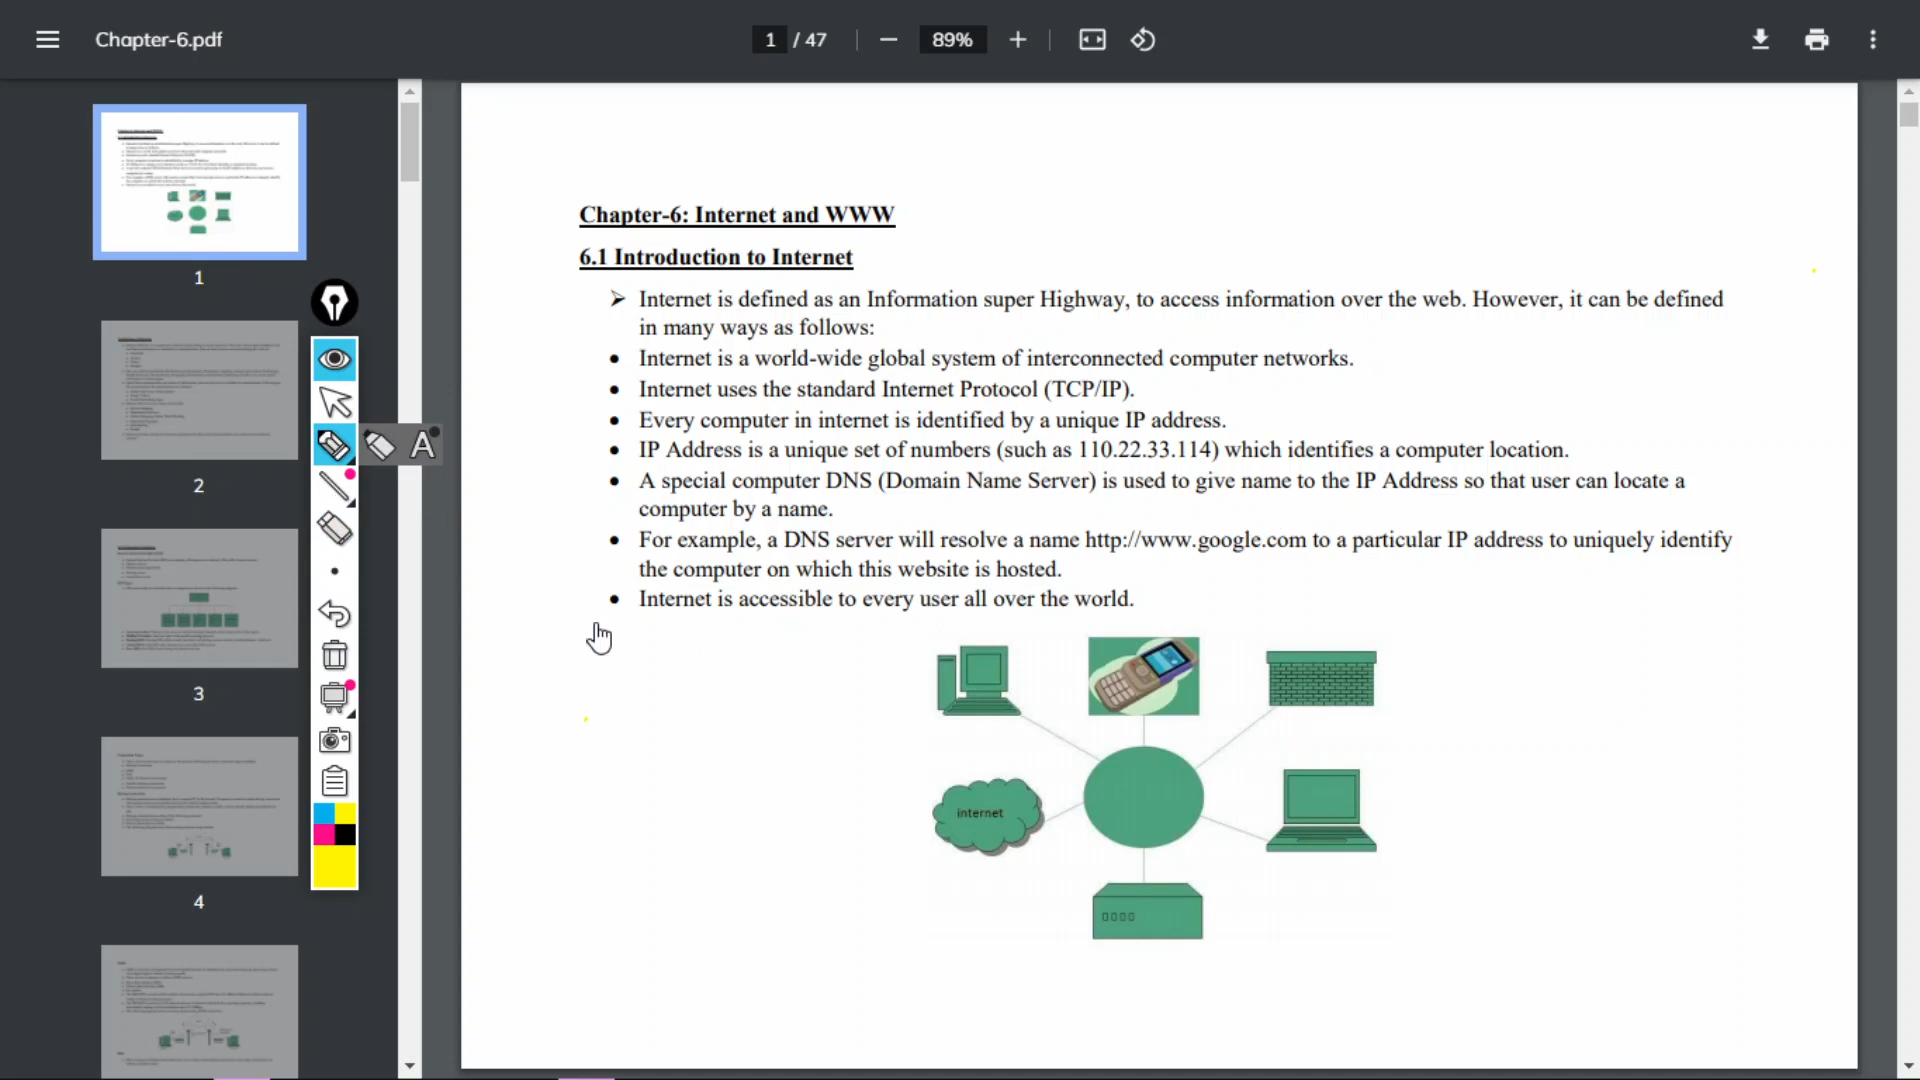 Chapter-6.pdf
1 / 47
89%
Chapter-6: Internet and WWW
6.1 Introduction to Internet
➢ Internet is defined as an Information super Highway, to access information over the web. However, it can be defined
in many ways as follows:
• Internet is a world-wide global system of interconnected computer networks.
• Internet uses the standard Internet Protocol (TCP/IP).
• Every computer in internet is identified by a unique IP address.
• IP Address is a unique set of numbers (such as 110.22.33.114) which identifies a computer location.
• A special computer DNS (Domain Name Server) is used to give name to the IP Address so that user can locate a
computer by a name.
• For example, a DNS server will resolve a name http://www.google.com to a particular IP address to uniquely identify
the computer on which this website is hosted.
• Internet is accessible to every user all over the world.
internet
1
2
3
4
A